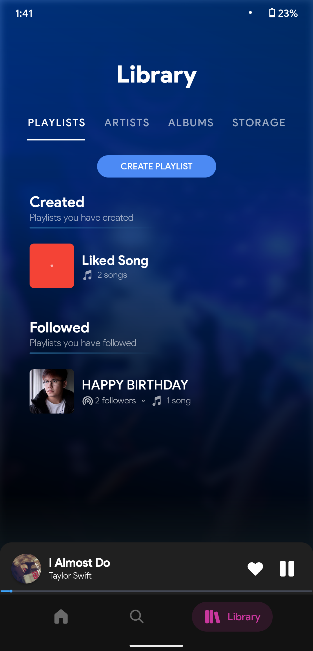 1:41
23%
Library
PLAYLISTS ARTISTS ALBUMS STORAGE
CREATE PLAYLIST
Created
Playlists you have created
Liked Song
2 songs
Followed
Playlists you have followed
HAPPY BIRTHDAY
2 followers - 1 song
I Almost Do
Taylor Swift
Library